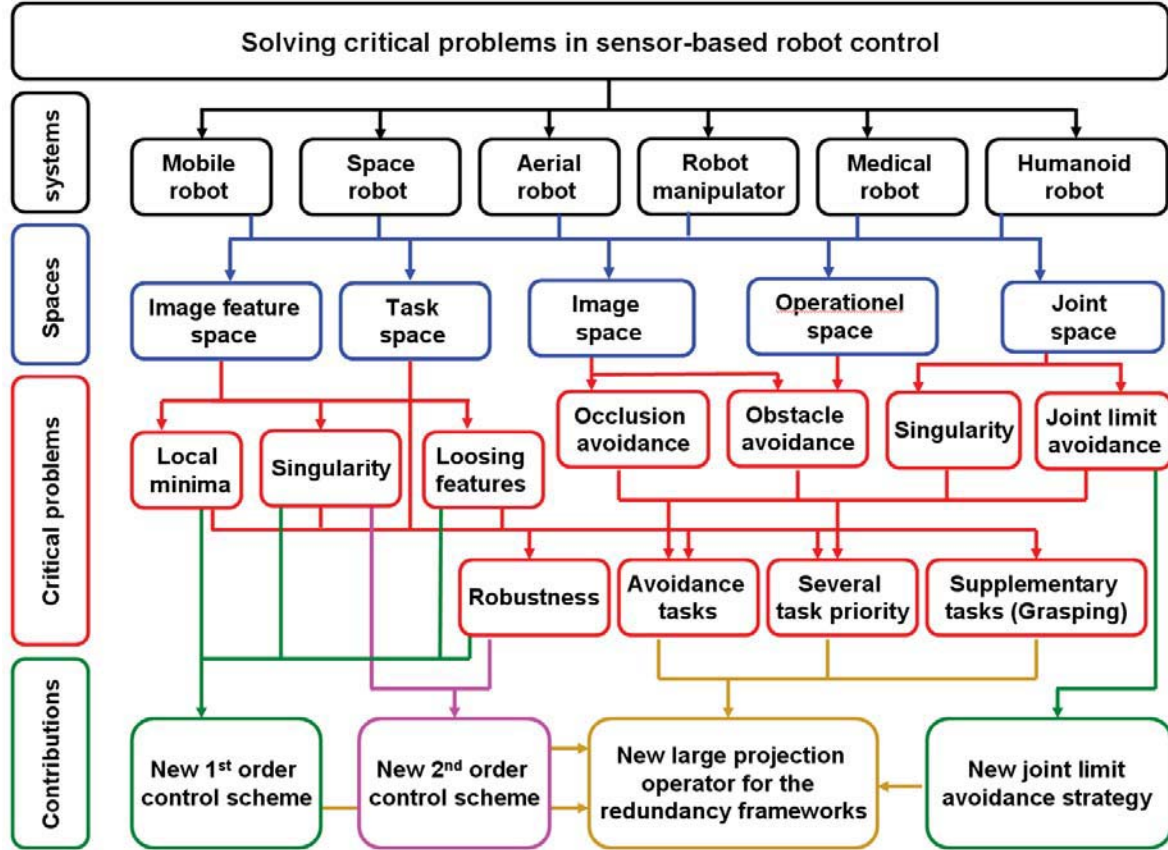 Solving critical problems in sensor-based robot control
systems
Mobile
robot
Space
robot
Aerial
robot
Robot
manipulator
Medical
robot
Humanoid
robot
Spaces
Image feature
space
Task
space
Image
space
Operationel
space
Joint
space
Critical problems
Local
minima
Singularity
Loosing
features
Occlusion
avoidance
Obstacle
avoidance
Singularity
Joint limit
avoidance
Robustness
Avoidance
tasks
Several
task priority
Supplementary
tasks (Grasping)
Contributions
New 1st order
control scheme
New 2nd order
control scheme
New large projection
operator for the
redundancy frameworks
New joint limit
avoidance strategy